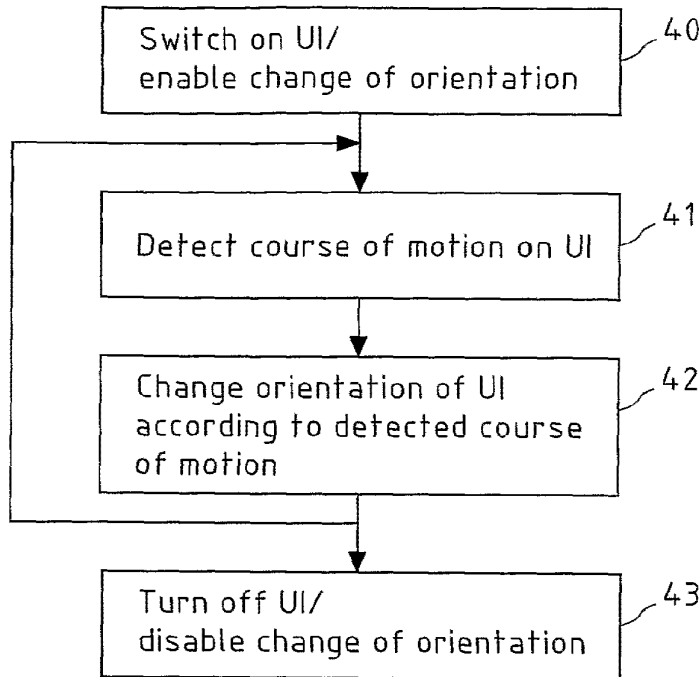 40
Switch on UI/
enable change of orientation
41
Detect course of motion on UI
42
Change orientation of UI
according to detected course
of motion
43
Turn off UI/
disable change of orientation